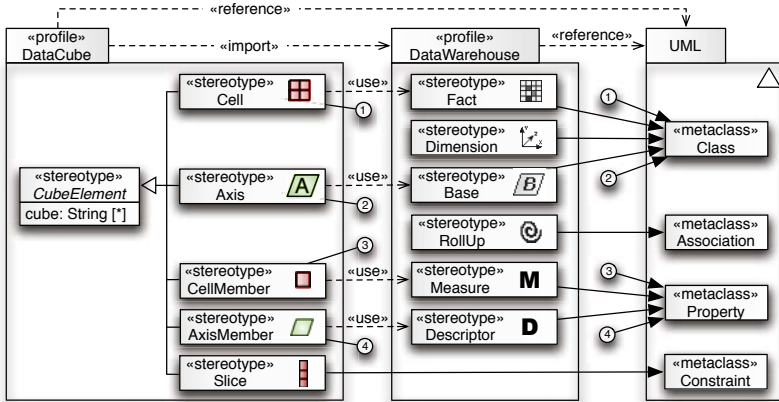 «reference»
«profile»
DataCube
«import»
«profile»
DataWarehouse
«reference»
UML
«stereotype»
Cell
1
«use»
«stereotype»
Fact
1
«stereotype»
Dimension
Y
Z
X
«metaclass»
Class
«stereotype»
CubeElement
cube: String [*]
«stereotype»
Axis
A
2
«use»
«stereotype»
Base
B
2
«stereotype»
RollUp
«metaclass»
Association
3
«stereotype»
CellMember
«use»
«stereotype»
Measure
M
3
«metaclass»
Property
«stereotype»
AxisMember
4
«use»
«stereotype»
Descriptor
D
4
«stereotype»
Slice
«metaclass»
Constraint